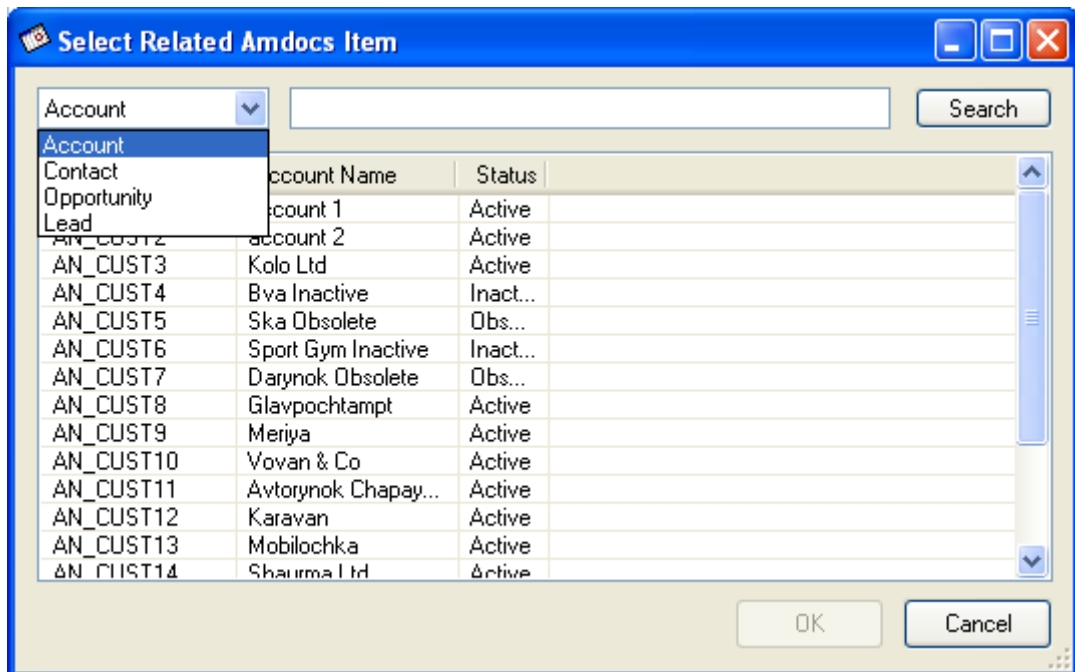 Select Related Amdocs Item
Account Search
Account
Contact
Opportunity
Lead
ccount Name Status
ccount 1 Active
AN_CUST2 account 2 Active
AN_CUST3 Kolo Ltd Active
AN_CUST4 Bva Inactive Inact...
AN_CUST5 Ska Obsolete Obs...
AN_CUST6 Sport Gym Inactive Inact...
AN_CUST7 Darynok Obsolete Obs...
AN_CUST8 Glavpochtampt Active
AN_CUST9 Meriya Active
AN_CUST10 Vovan & Co Active
AN_CUST11 Avtorynok Chapay... Active
AN_CUST12 Karavan Active
AN_CUST13 Mobilochka Active
AN_CUST14 Shaurma Ltd Active
OK Cancel